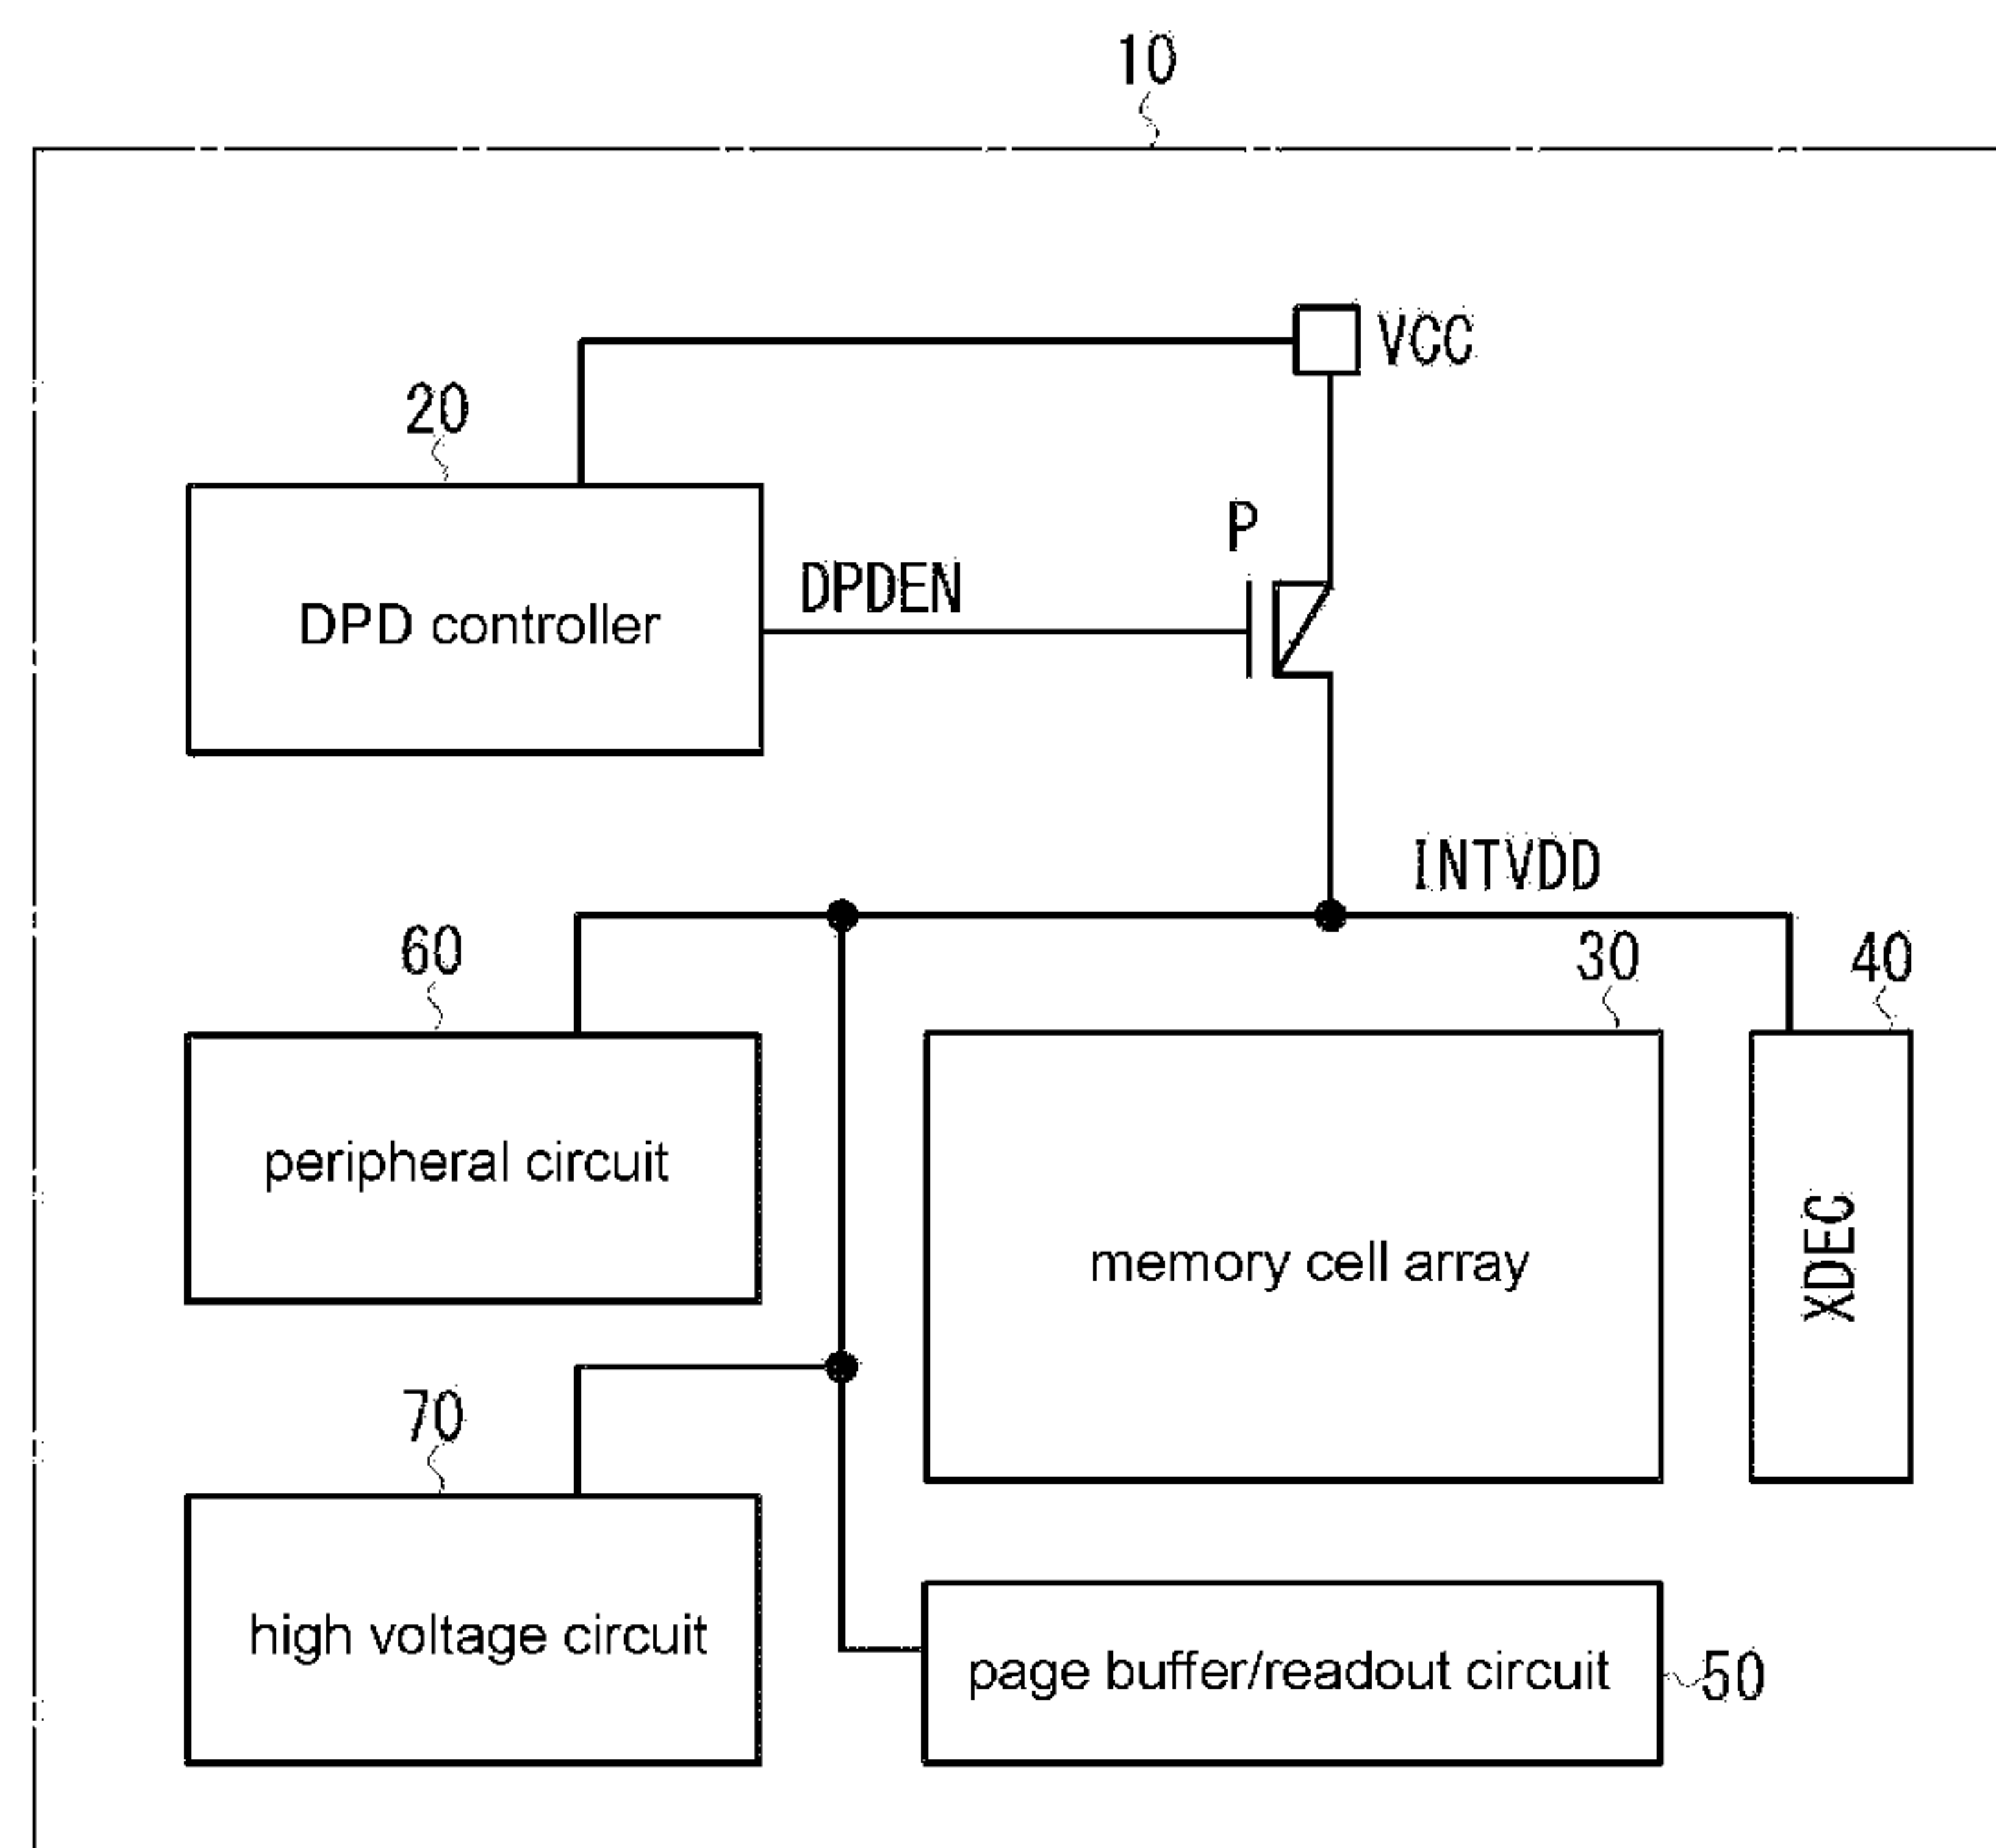 10
VCC
20
P
DPDEN
DPD controller
INTVDD
60
30
40
peripheral circuit
memory cell array
XDEC
70
high voltage circuit
page buffer/readout circuit
50